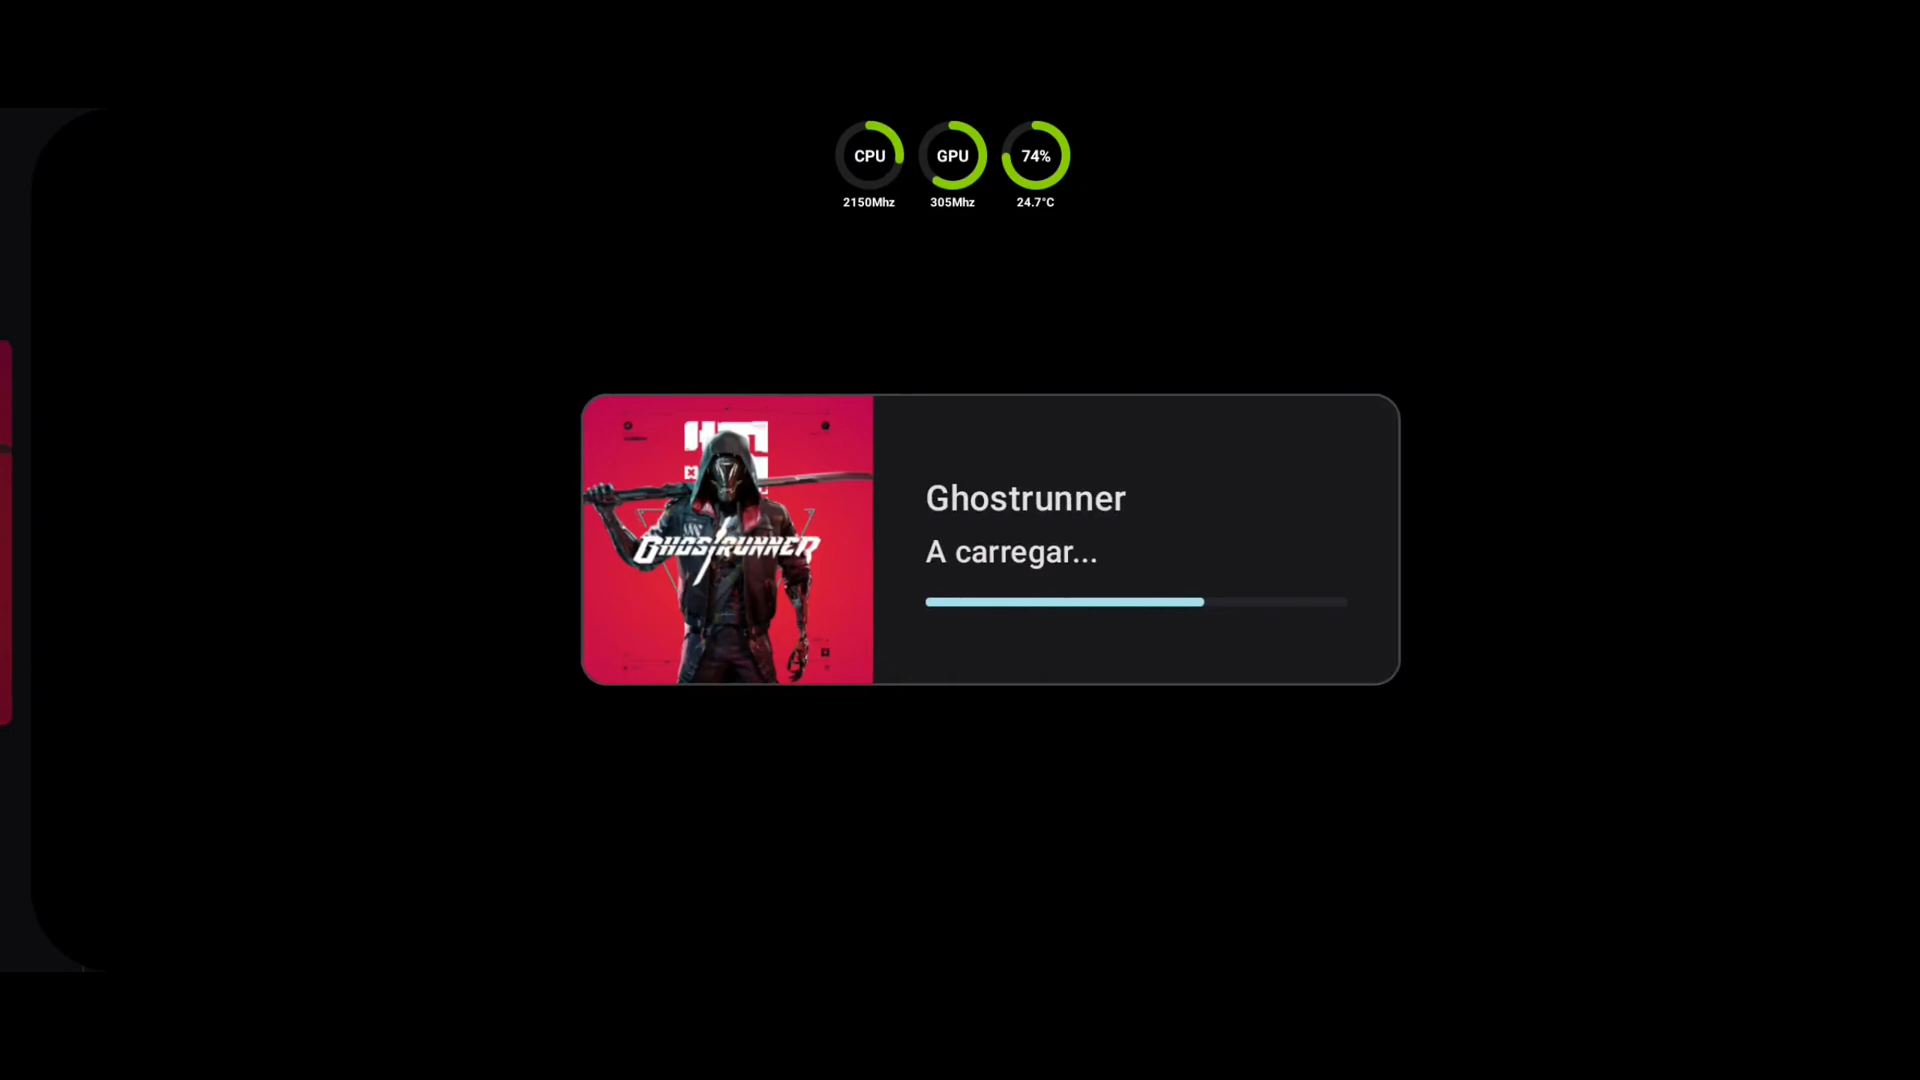 CPU GPU 74%
2150Mhz 305Mhz 24.7°C
GHOSTRUNNER
Ghostrunner
A carregar...